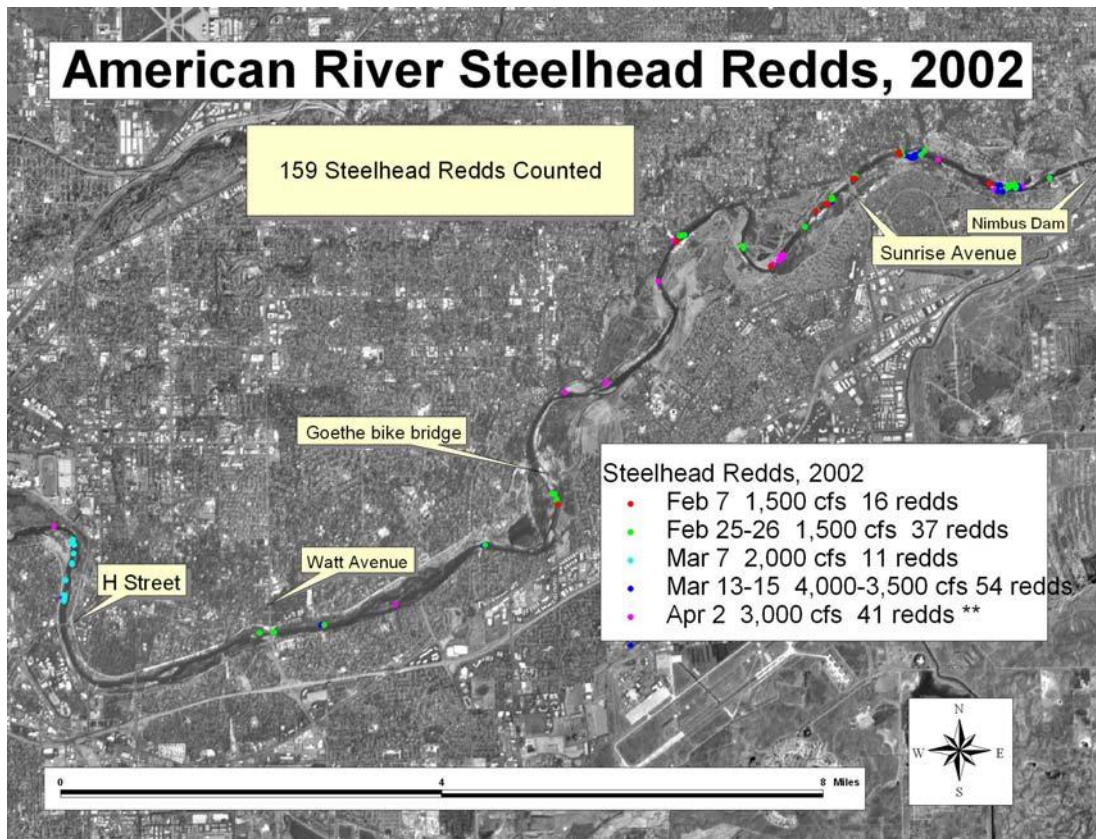 American River Steelhead Redds, 2002
159 Steelhead Redds Counted
Nimbus Dam
Sunrise Avenue
Goethe bike bridge
Steelhead Redds, 2002
Feb 7 1,500 cfs 16 redds
Feb 25-26 1,500 cfs 37 redds
Mar 7 2,000 cfs 11 redds
Mar 13-15 4,000-3,500 cfs 54 redds
Apr 2 3,000 cfs 41 redds **
Watt Avenue
H Street
N
W E
S
0 4 8 Miles